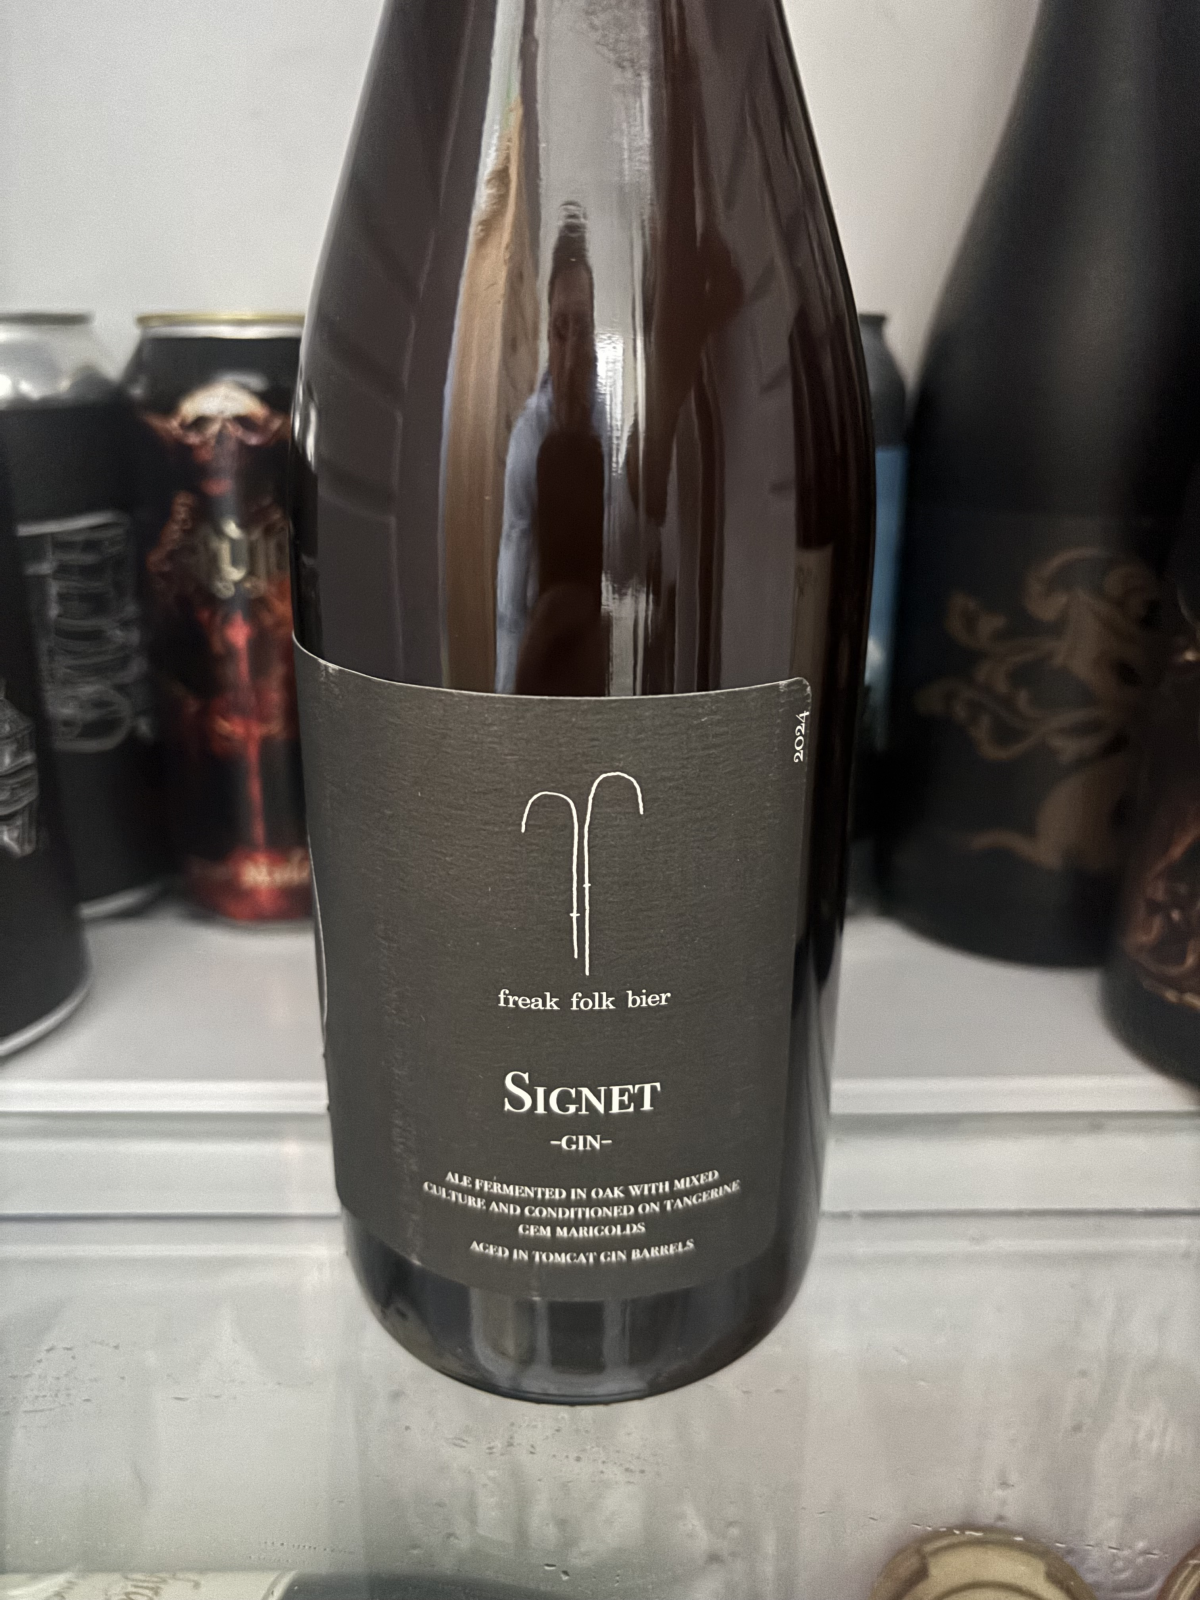 2024
freak folk bier
SIGNET
-GIN-
ALE FERMENTED IN OAK WITH MIXED
CULTURE AND CONDITIONED ON TANGERINE
GEM MARIGOLDS
AGED IN TOMCAT GIN BARRELS